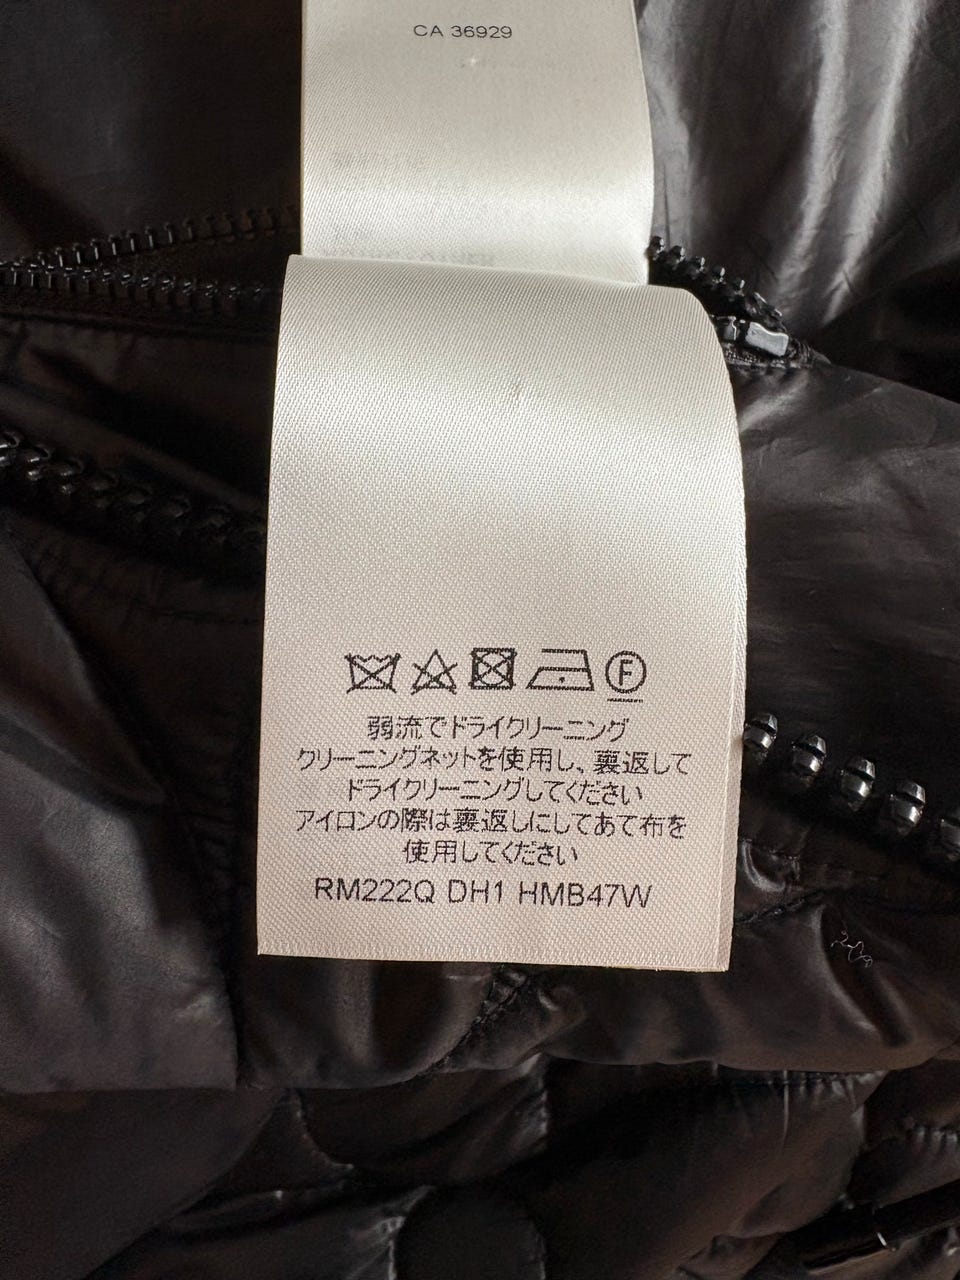 CA 36929
F
弱流でドライクリーニング
クリーニングネットを使用し、裏返して
ドライクリーニングしてください
アイロンの際は裏返しにしてあて布を
使用してください
RM222Q DH1 HMB47W